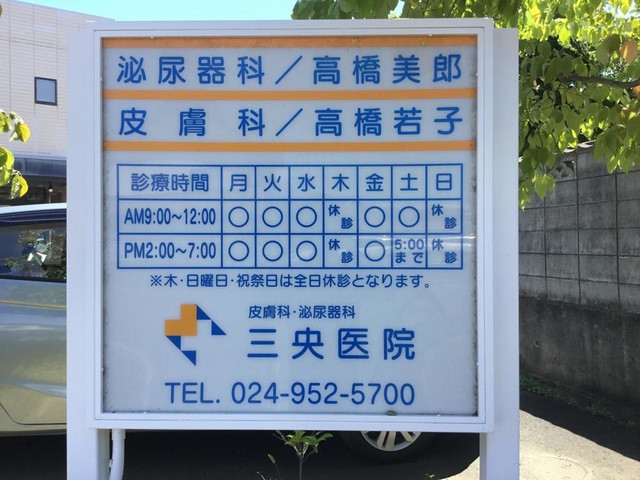 泌尿器科／高橋美郎
皮膚科／高橋若子
診療時間 月 火 水 木 金 土 日
AM9:00～12:00 ○ ○ ○ 休診 ○ ○ 休診
PM2:00～7:00 ○ ○ ○ 休診 ○ 5:00まで 休診
※木・日曜日・祝祭日は全日休診となります。
皮膚科・泌尿器科
三央医院
TEL. 024-952-5700